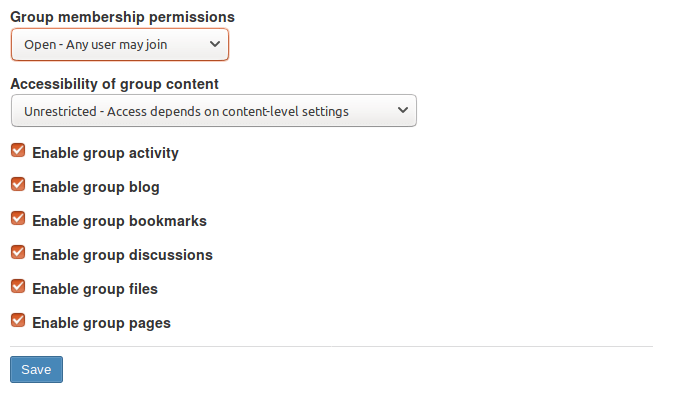 Group membership permissions
Open - Any user may join
Accessibility of group content
Unrestricted - Access depends on content-level settings
Enable group activity
Enable group blog
Enable group bookmarks
Enable group discussions
Enable group files
Enable group pages
Save